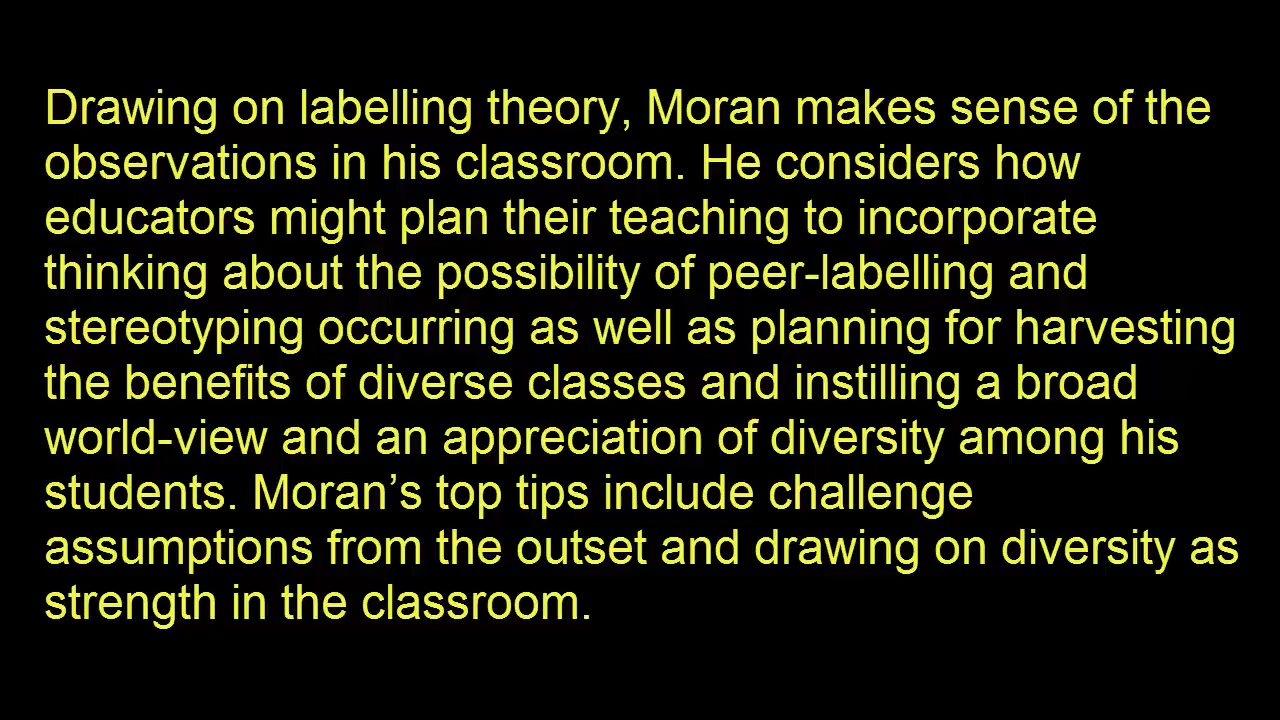 Drawing on labelling theory, Moran makes sense of the
observations in his classroom. He considers how
educators might plan their teaching to incorporate
thinking about the possibility of peer-labelling and
stereotyping occurring as well as planning for harvesting
the benefits of diverse classes and instilling a broad
world-view and an appreciation of diversity among his
students. Moran’s top tips include challenge
assumptions from the outset and drawing on diversity as
strength in the classroom.